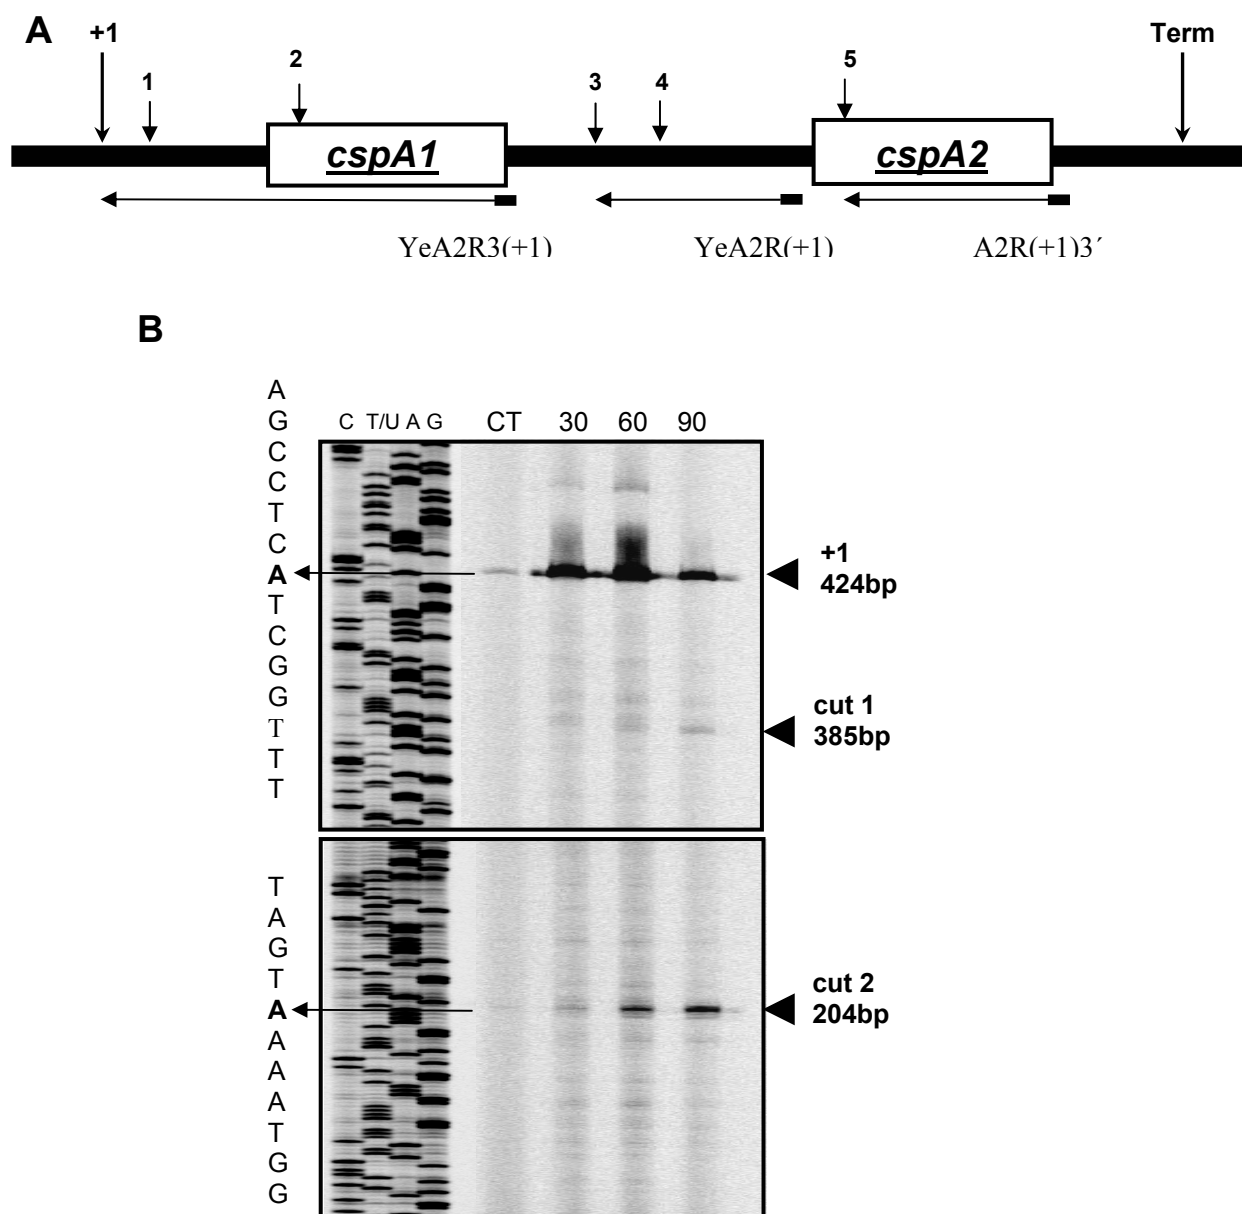 A
+1
Term
1
2
3
4
5
cspA1
cspA2
YeA2R3(+1)
YeA2R(+1)
A2R(+1)3´
B
A
G
C
C
T
C
A
T
C
G
G
T
T
T
C T/U A G CT 30 60 90
+1
424bp
cut 1
385bp
T
A
G
T
A
A
A
A
T
G
G
cut 2
204bp